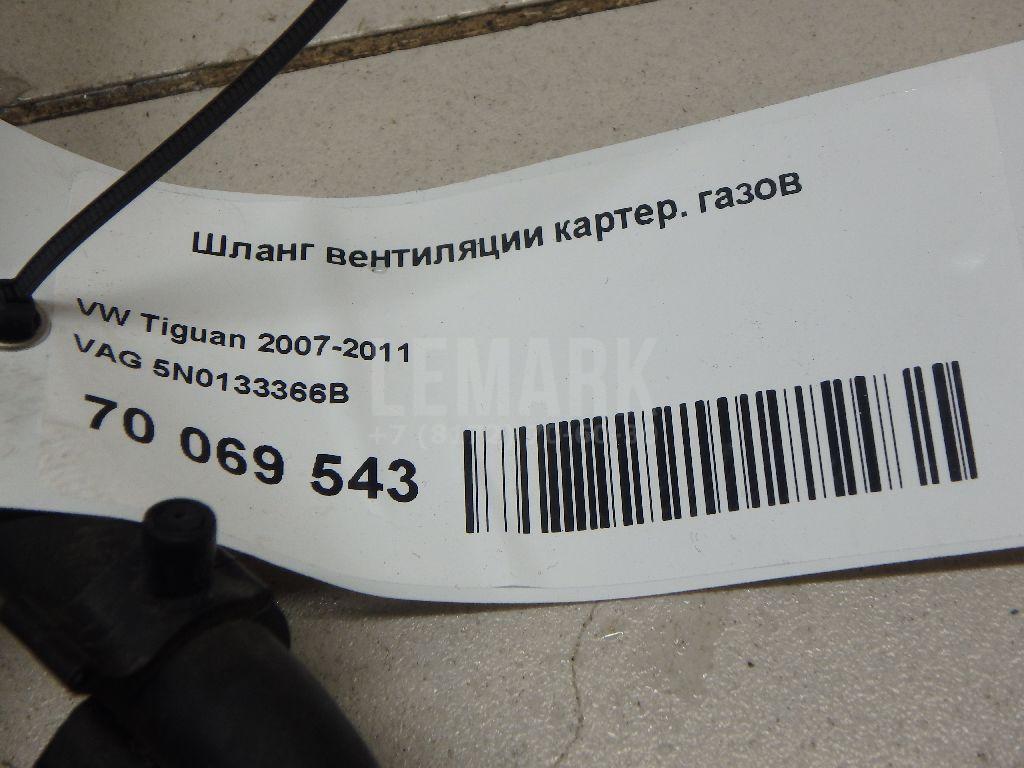 Шланг вентиляции картер. газов
VW Tiguan 2007-2011
VAG 5N0133366B
70 069 543
LEMARK